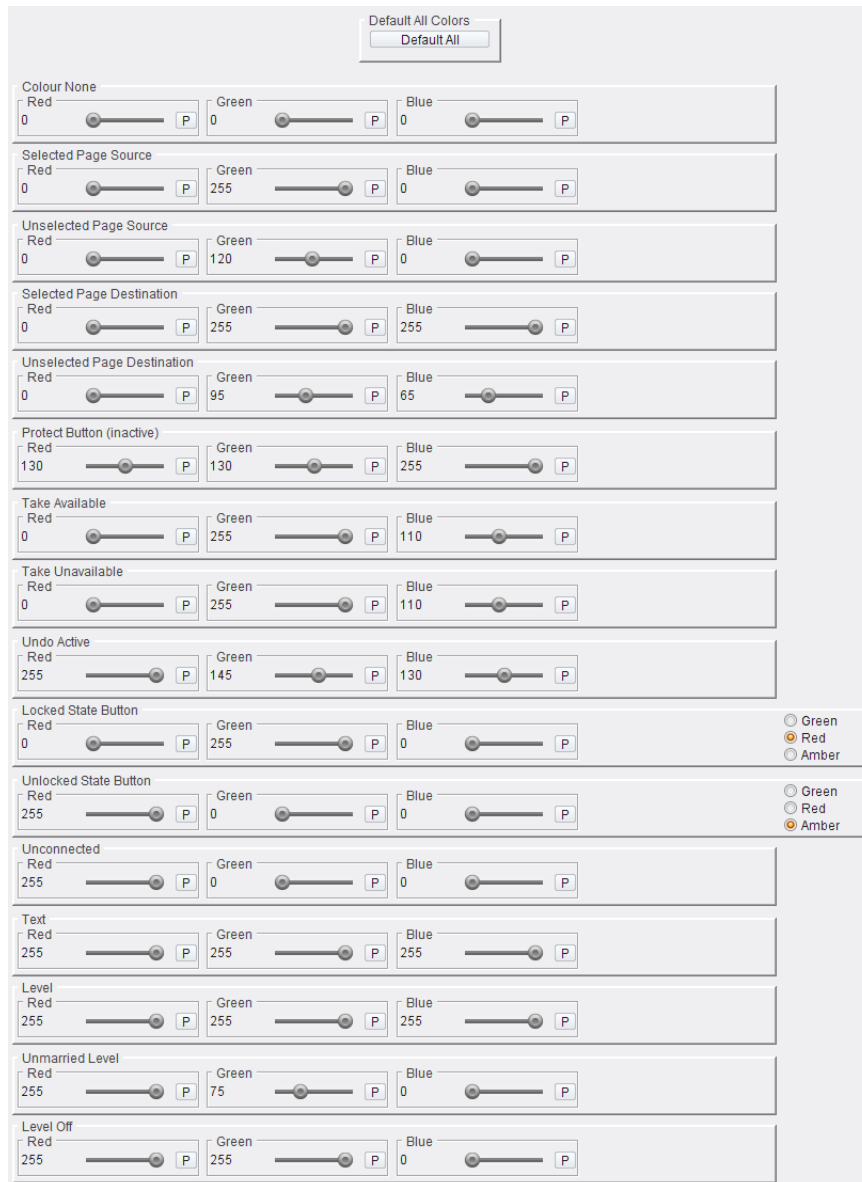 Default All Colors
Default All
Colour None
Red Green Blue
0 P 0 P 0 P
Selected Page Source
Red Green Blue
0 P 255 P 0 P
Unselected Page Source
Red Green Blue
0 P 120 P 0 P
Selected Page Destination
Red Green Blue
0 P 255 P 255 P
Unselected Page Destination
Red Green Blue
0 P 95 P 65 P
Protect Button (inactive)
Red Green Blue
130 P 130 P 255 P
Take Available
Red Green Blue
0 P 255 P 110 P
Take Unavailable
Red Green Blue
0 P 255 P 110 P
Undo Active
Red Green Blue
255 P 145 P 130 P
Locked State Button
Red Green Blue Green
0 P 255 P 0 P Red
Amber
Unlocked State Button
Red Green Blue Green
255 P 0 P 0 P Red
Amber
Unconnected
Red Green Blue
255 P 0 P 0 P
Text
Red Green Blue
255 P 255 P 255 P
Level
Red Green Blue
255 P 255 P 255 P
Unmarried Level
Red Green Blue
255 P 75 P 0 P
Level Off
Red Green Blue
255 P 255 P 0 P